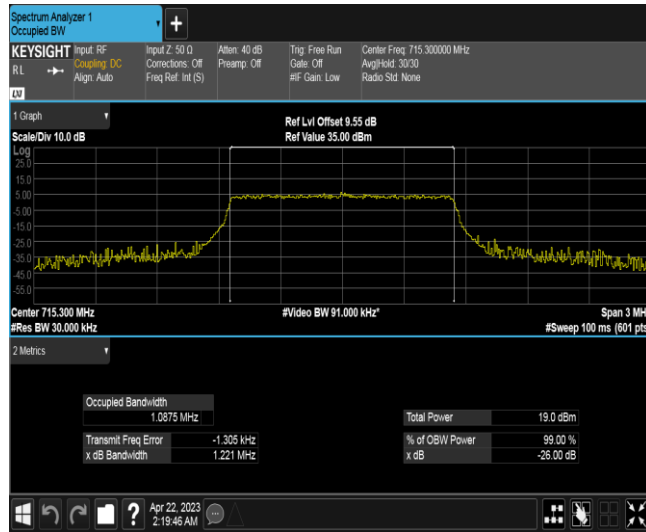 Spectrum Analyzer 1
Occupied BW
+
KEYSIGHT
RL
LXI
Input: RF
Coupling: DC
Align: Auto
Input Z: 50 Ω
Corrections: Off
Freq Ref: Int (S)
Atten: 40 dB
Preamp: Off
Trig: Free Run
Gate: Off
#IF Gain: Low
Center Freq: 715.300000 MHz
Avg|Hold: 30/30
Radio Std: None
1 Graph
Scale/Div 10.0 dB
Ref Lvl Offset 9.55 dB
Ref Value 35.00 dBm
Log
25.0
15.0
5.00
-5.00
-15.0
-25.0
-35.0
-45.0
-55.0
Center 715.300 MHz
#Res BW 30.000 kHz
#Video BW 91.000 kHz*
Span 3 MH
#Sweep 100 ms (601 pts
2 Metrics
Occupied Bandwidth
1.0875 MHz
Transmit Freq Error -1.305 kHz
x dB Bandwidth 1.221 MHz
Total Power 19.0 dBm
% of OBW Power 99.00 %
x dB -26.00 dB
?
Apr 22, 2023
2:19:46 AM